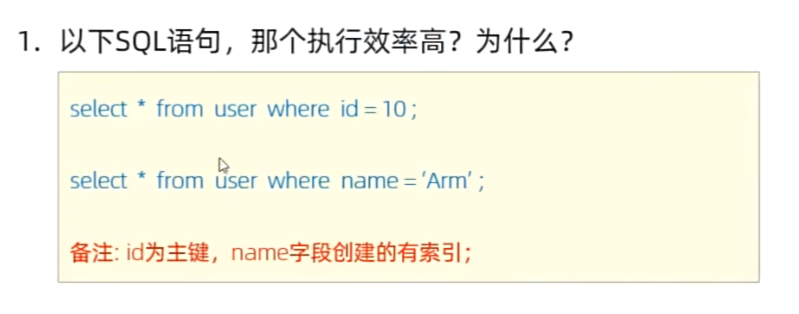 1. 以下SQL语句，那个执行效率高？为什么？
select * from user where id = 10 ;
select * from user where name = 'Arm' ;
备注: id为主键，name字段创建的有索引；